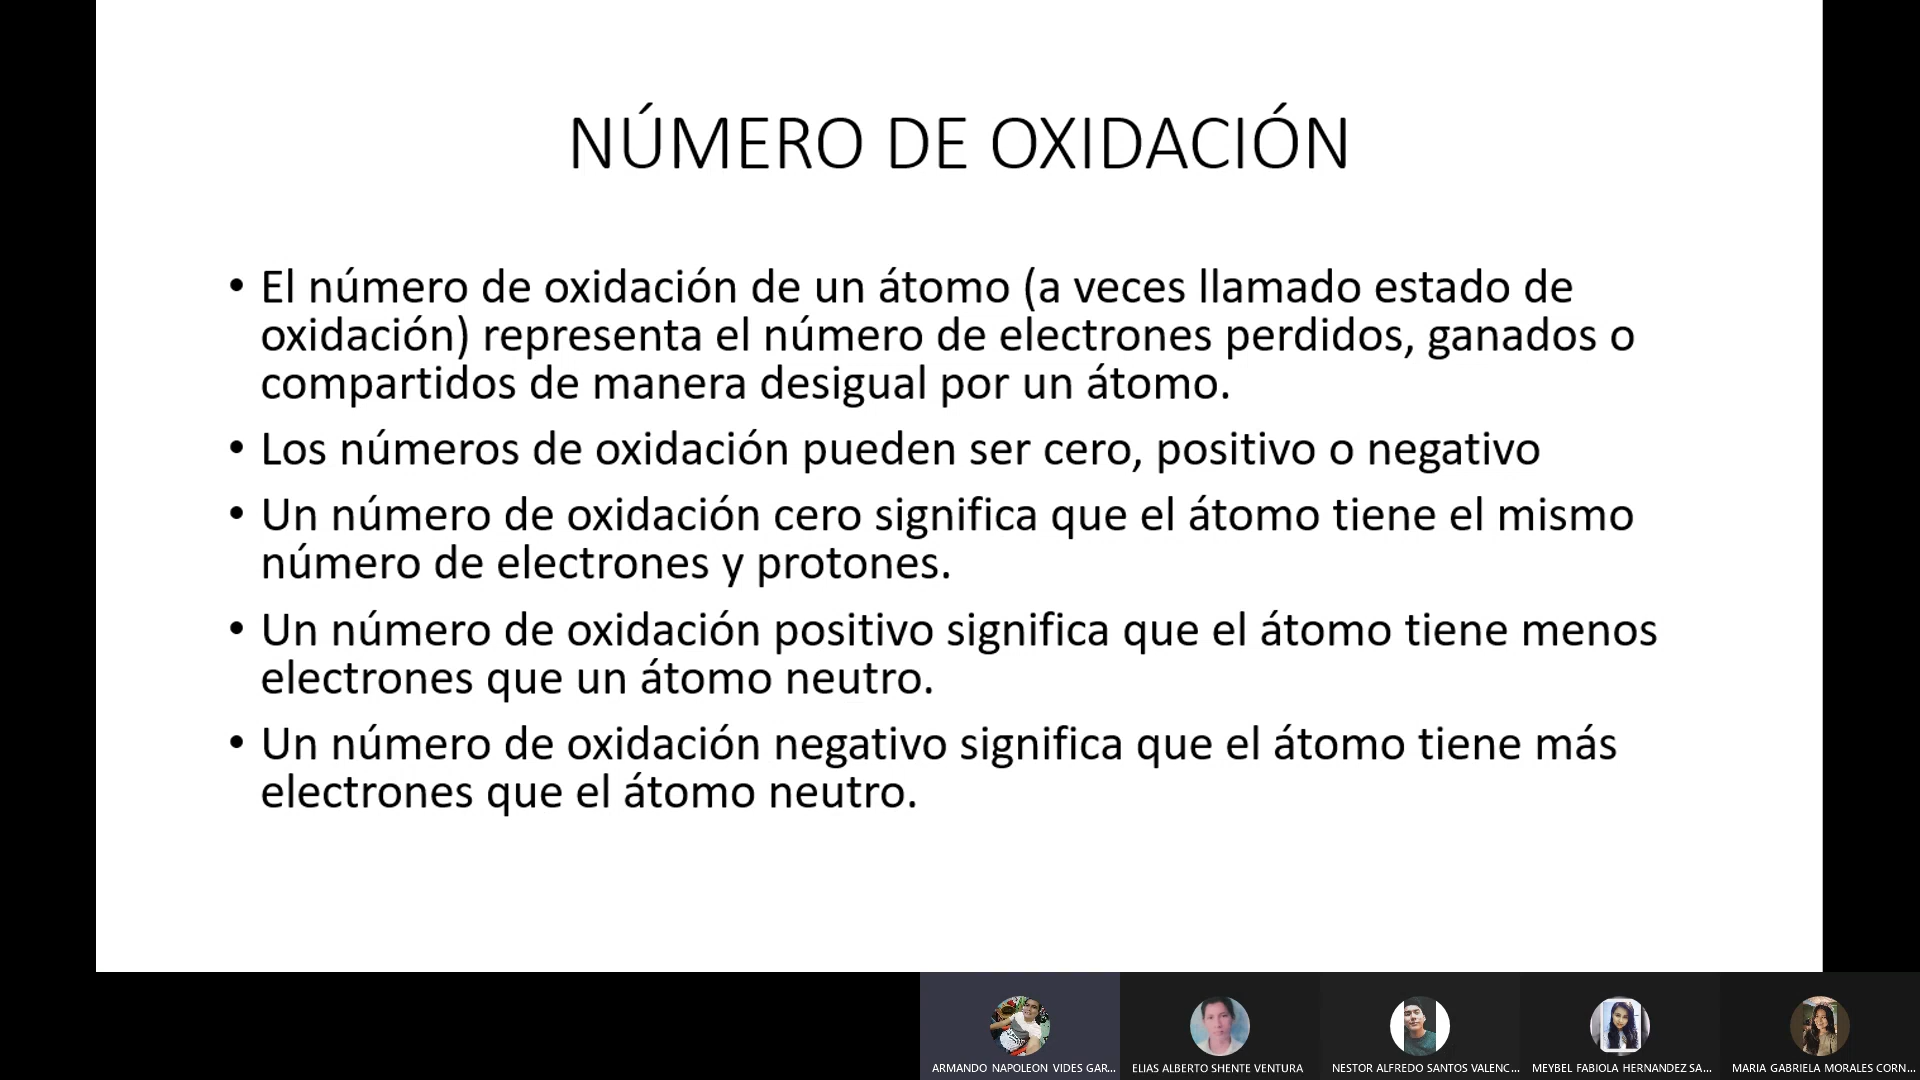 NÚMERO DE OXIDACIÓN
• El número de oxidación de un átomo (a veces llamado estado de
oxidación) representa el número de electrones perdidos, ganados o
compartidos de manera desigual por un átomo.
• Los números de oxidación pueden ser cero, positivo o negativo
• Un número de oxidación cero significa que el átomo tiene el mismo
número de electrones y protones.
• Un número de oxidación positivo significa que el átomo tiene menos
electrones que un átomo neutro.
• Un número de oxidación negativo significa que el átomo tiene más
electrones que el átomo neutro.
ARMANDO NAPOLEON VIDES GAR...
ELIAS ALBERTO SHENTE VENTURA
NESTOR ALFREDO SANTOS VALENC...
MEYBEL FABIOLA HERNANDEZ SA...
MARIA GABRIELA MORALES CORN...